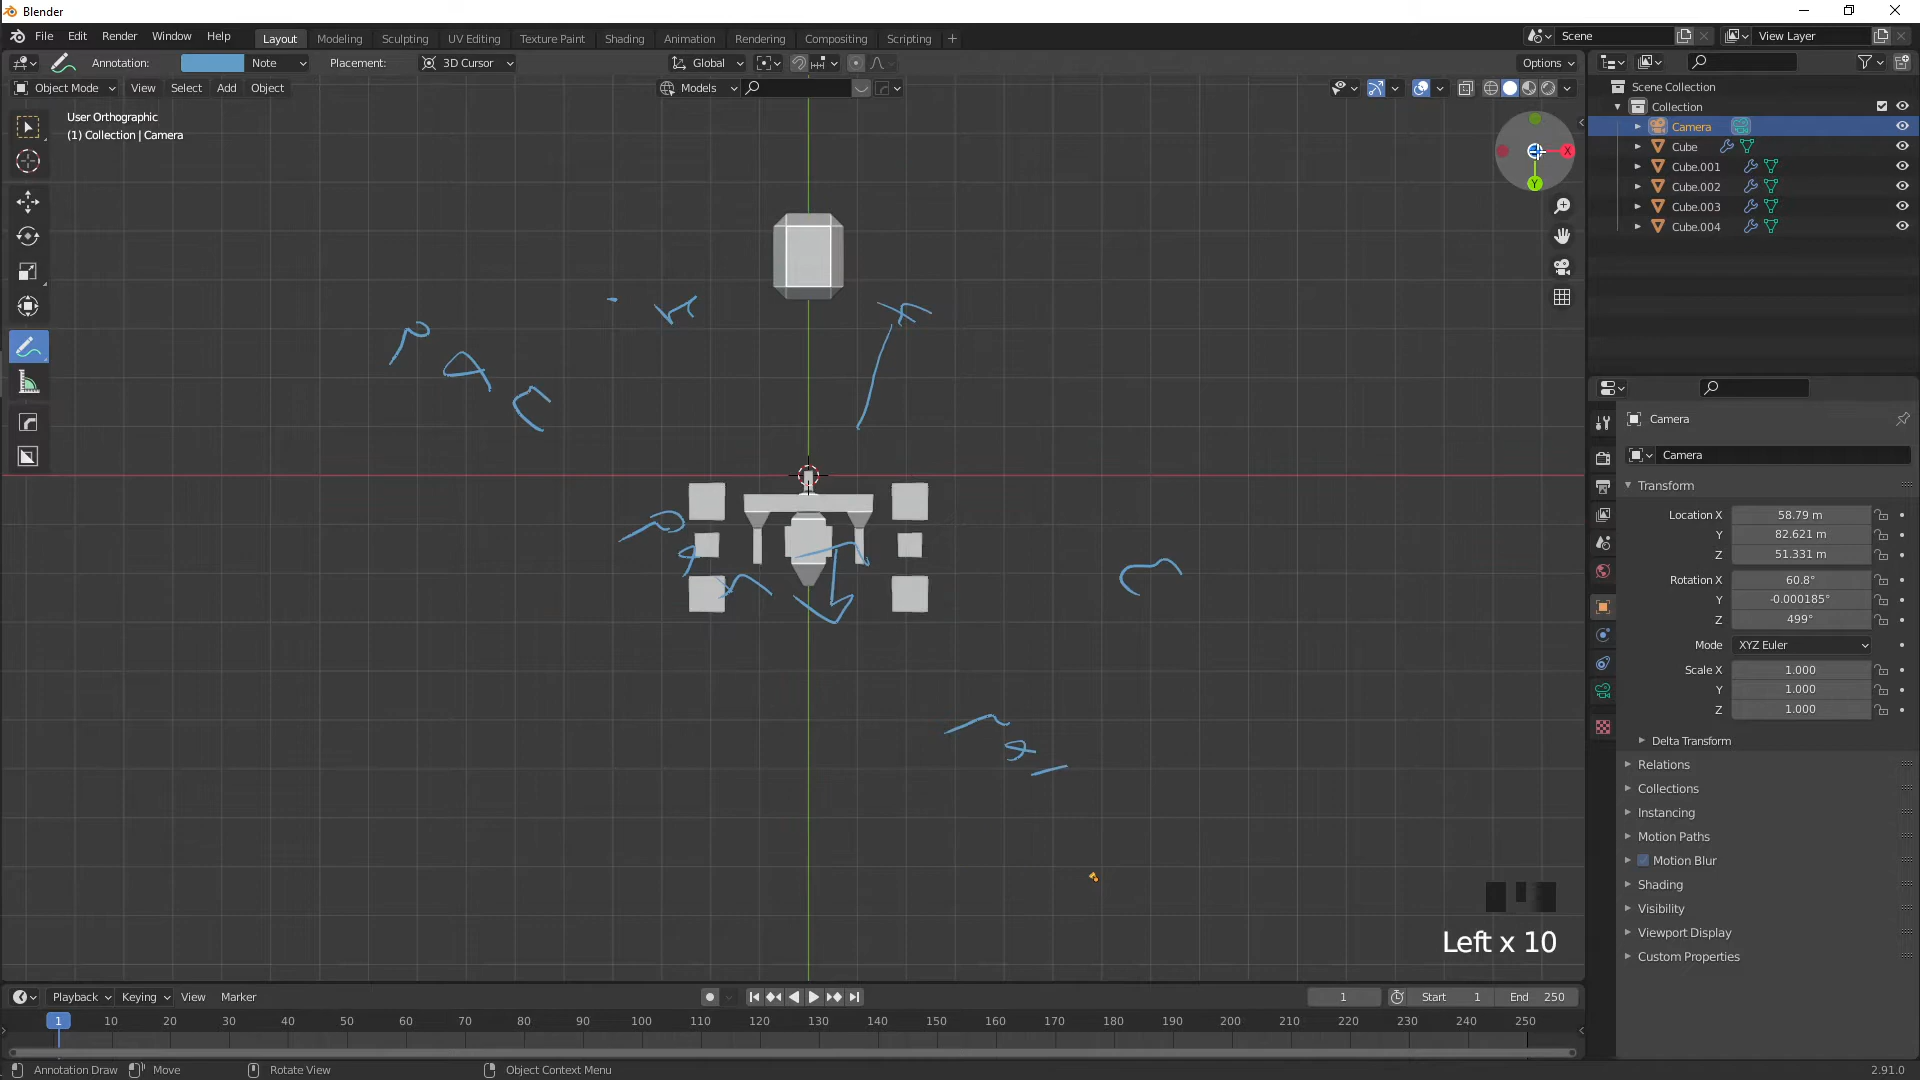 Blender
File Edit Render Window Help Layout Modeling Sculpting UV Editing Texture Paint Shading Animation Rendering Compositing Scripting + Scene View Layer
Annotation: Note Placement: 3D Cursor Global Options
Object Mode View Select Add Object Models
User Orthographic
(1) Collection | Camera
X
Y
Scene Collection
Collection
Camera
Cube
Cube.001
Cube.002
Cube.003
Cube.004
Camera
Camera
Transform
Location X 58.79 m
Y 82.621 m
Z 51.331 m
Rotation X 60.8°
Y -0.000185°
Z 499°
Mode XYZ Euler
Scale X 1.000
Y 1.000
Z 1.000
Delta Transform
Relations
Collections
Instancing
Motion Paths
Motion Blur
Shading
Visibility
Viewport Display
Custom Properties
Left x 10
Playback Keying View Marker 1 Start 1 End 250
1 10 20 30 40 50 60 70 80 90 100 110 120 130 140 150 160 170 180 190 200 210 220 230 240 250
Annotation Draw Move Rotate View Object Context Menu 2.91.0